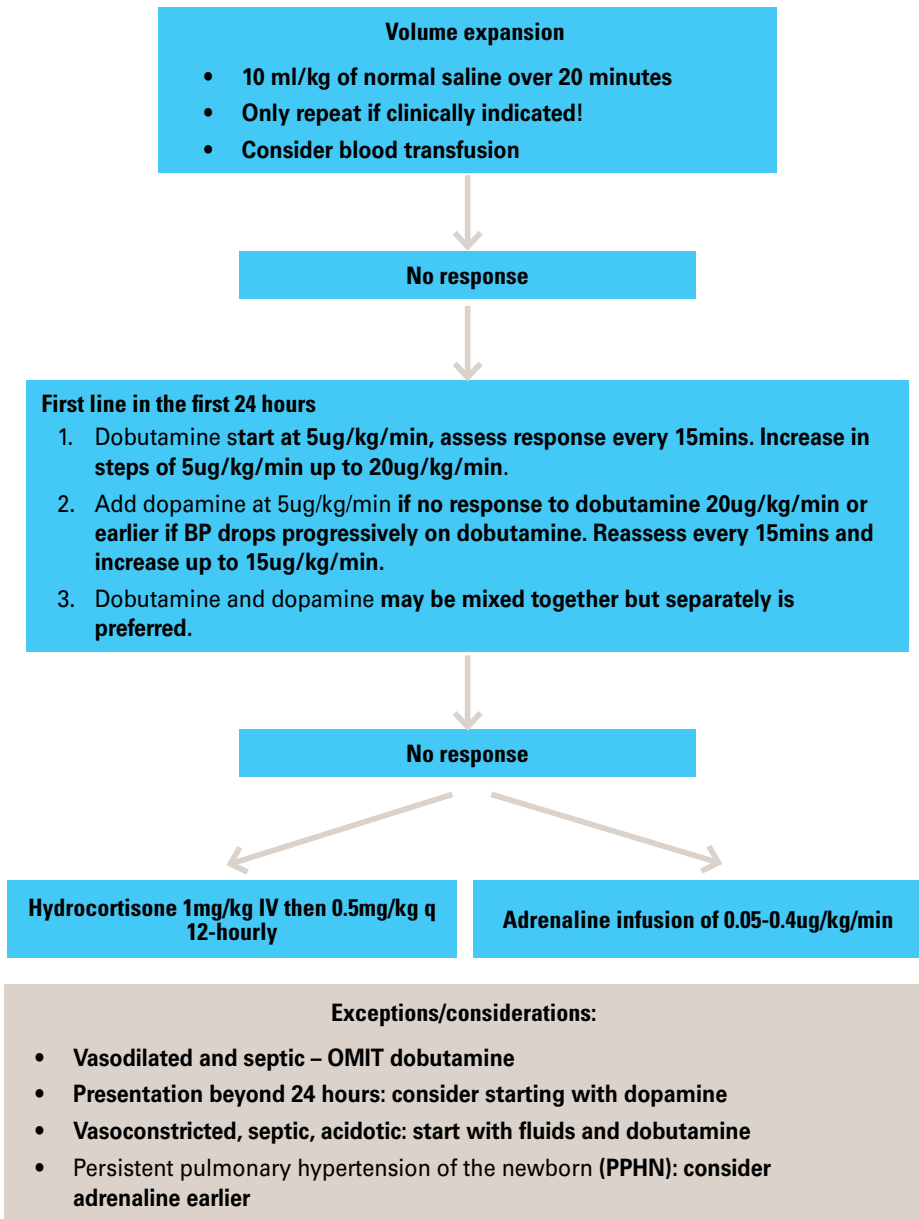 Volume expansion
• 10 ml/kg of normal saline over 20 minutes
• Only repeat if clinically indicated!
• Consider blood transfusion
No response
First line in the first 24 hours
1. Dobutamine start at 5ug/kg/min, assess response every 15mins. Increase in
steps of 5ug/kg/min up to 20ug/kg/min.
2. Add dopamine at 5ug/kg/min if no response to dobutamine 20ug/kg/min or
earlier if BP drops progressively on dobutamine. Reassess every 15mins and
increase up to 15ug/kg/min.
3. Dobutamine and dopamine may be mixed together but separately is
preferred.
No response
Hydrocortisone 1mg/kg IV then 0.5mg/kg q
12-hourly
Adrenaline infusion of 0.05-0.4ug/kg/min
Exceptions/considerations:
• Vasodilated and septic – OMIT dobutamine
• Presentation beyond 24 hours: consider starting with dopamine
• Vasoconstricted, septic, acidotic: start with fluids and dobutamine
• Persistent pulmonary hypertension of the newborn (PPHN): consider
adrenaline earlier